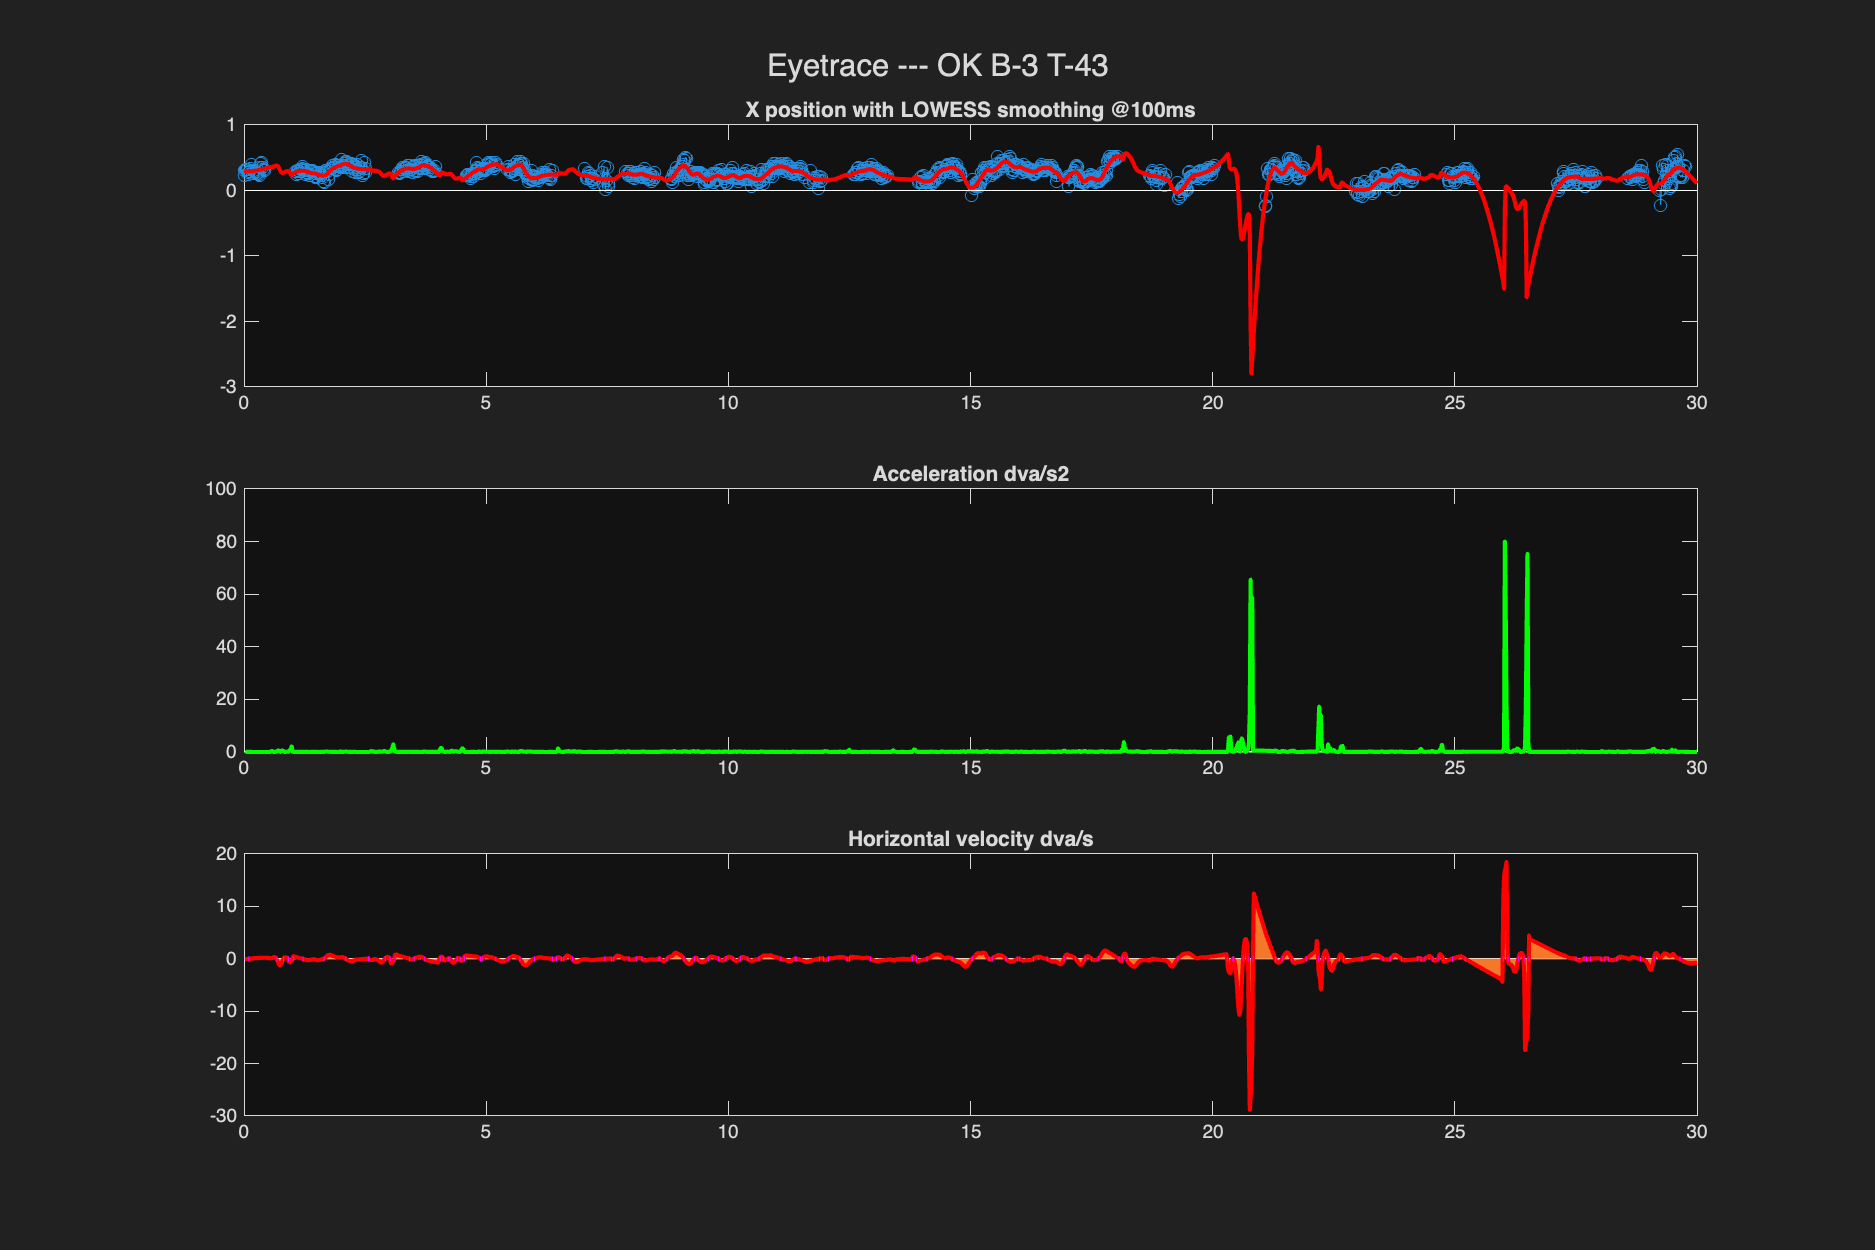 Eyetrace --- OK B-3 T-43
X position with LOWESS smoothing @100ms
1
0
-1
-2
-3
0 5 10 15 20 25 30
Acceleration dva/s2
100
80
60
40
20
0
0 5 10 15 20 25 30
Horizontal velocity dva/s
20
10
0
-10
-20
-30
0 5 10 15 20 25 30